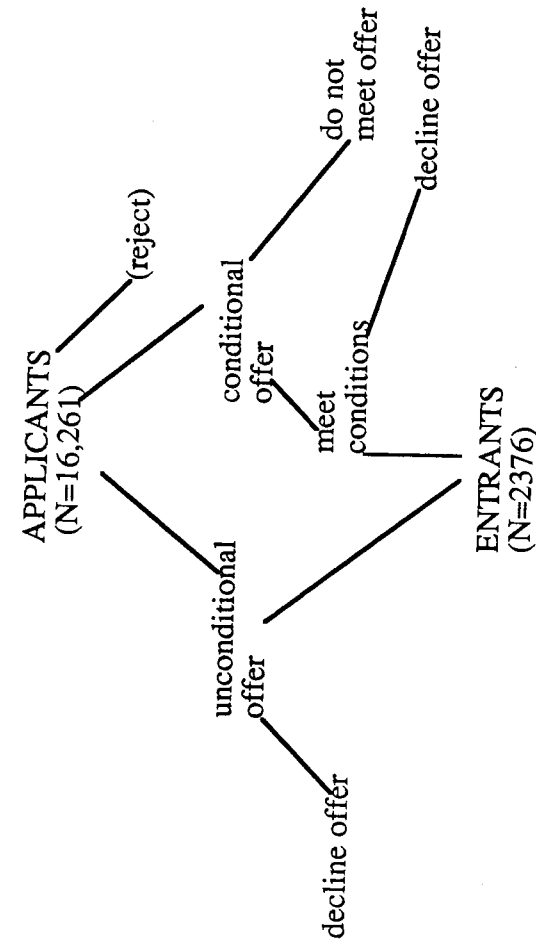 APPLICANTS
(N=16,261)
(reject)
unconditional
offer
conditional
offer
decline offer
meet
conditions
do not
meet offer
decline offer
ENTRANTS
(N=2376)